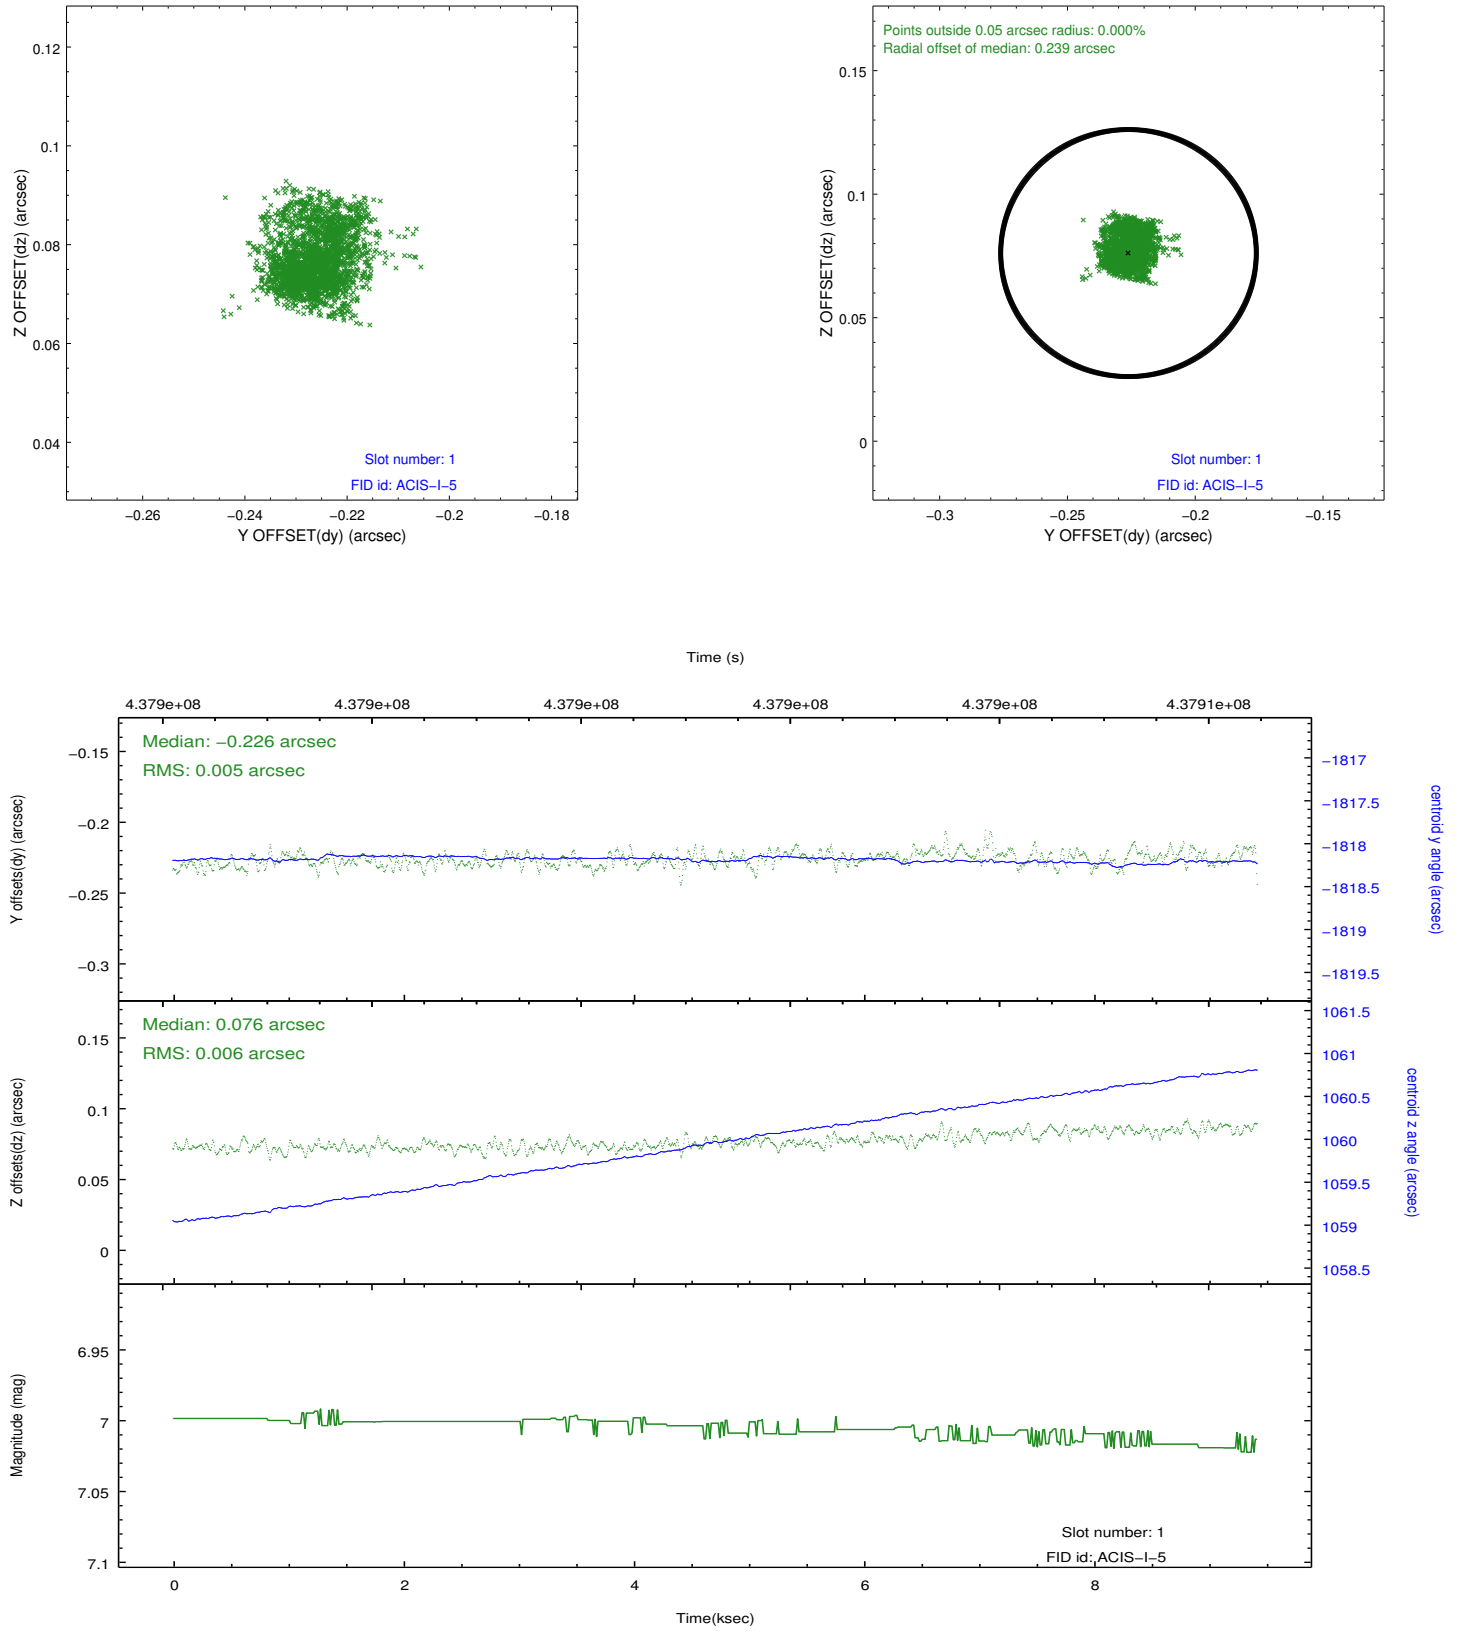 0.12
0.1
0.08
0.06
0.04
Z OFFSET(dz) (arcsec)
Slot number: 1
FID id: ACIS−I−5
−0.26
−0.24
−0.22
−0.2
−0.18
Y OFFSET(dy) (arcsec)
Points outside 0.05 arcsec radius: 0.000%
Radial offset of median: 0.239 arcsec
0.15
0.1
0.05
0
Z OFFSET(dz) (arcsec)
Slot number: 1
FID id: ACIS−I−5
−0.3
−0.25
−0.2
−0.15
Y OFFSET(dy) (arcsec)
Time (s)
4.379e+08
4.379e+08
4.379e+08
4.379e+08
4.379e+08
4.3791e+08
Median: −0.226 arcsec
RMS: 0.005 arcsec
−0.15
−0.2
−0.25
−0.3
Y offsets(dy) (arcsec)
−1817
−1817.5
−1818
−1818.5
−1819
−1819.5
centroid y angle (arcsec)
Median: 0.076 arcsec
RMS: 0.006 arcsec
0.15
0.1
0.05
0
Z offsets(dz) (arcsec)
1061.5
1061
1060.5
1060
1059.5
1059
1058.5
centroid z angle (arcsec)
6.95
7
7.05
7.1
Magnitude (mag)
Slot number: 1
FID id: ACIS−I−5
0
2
4
6
8
Time(ksec)